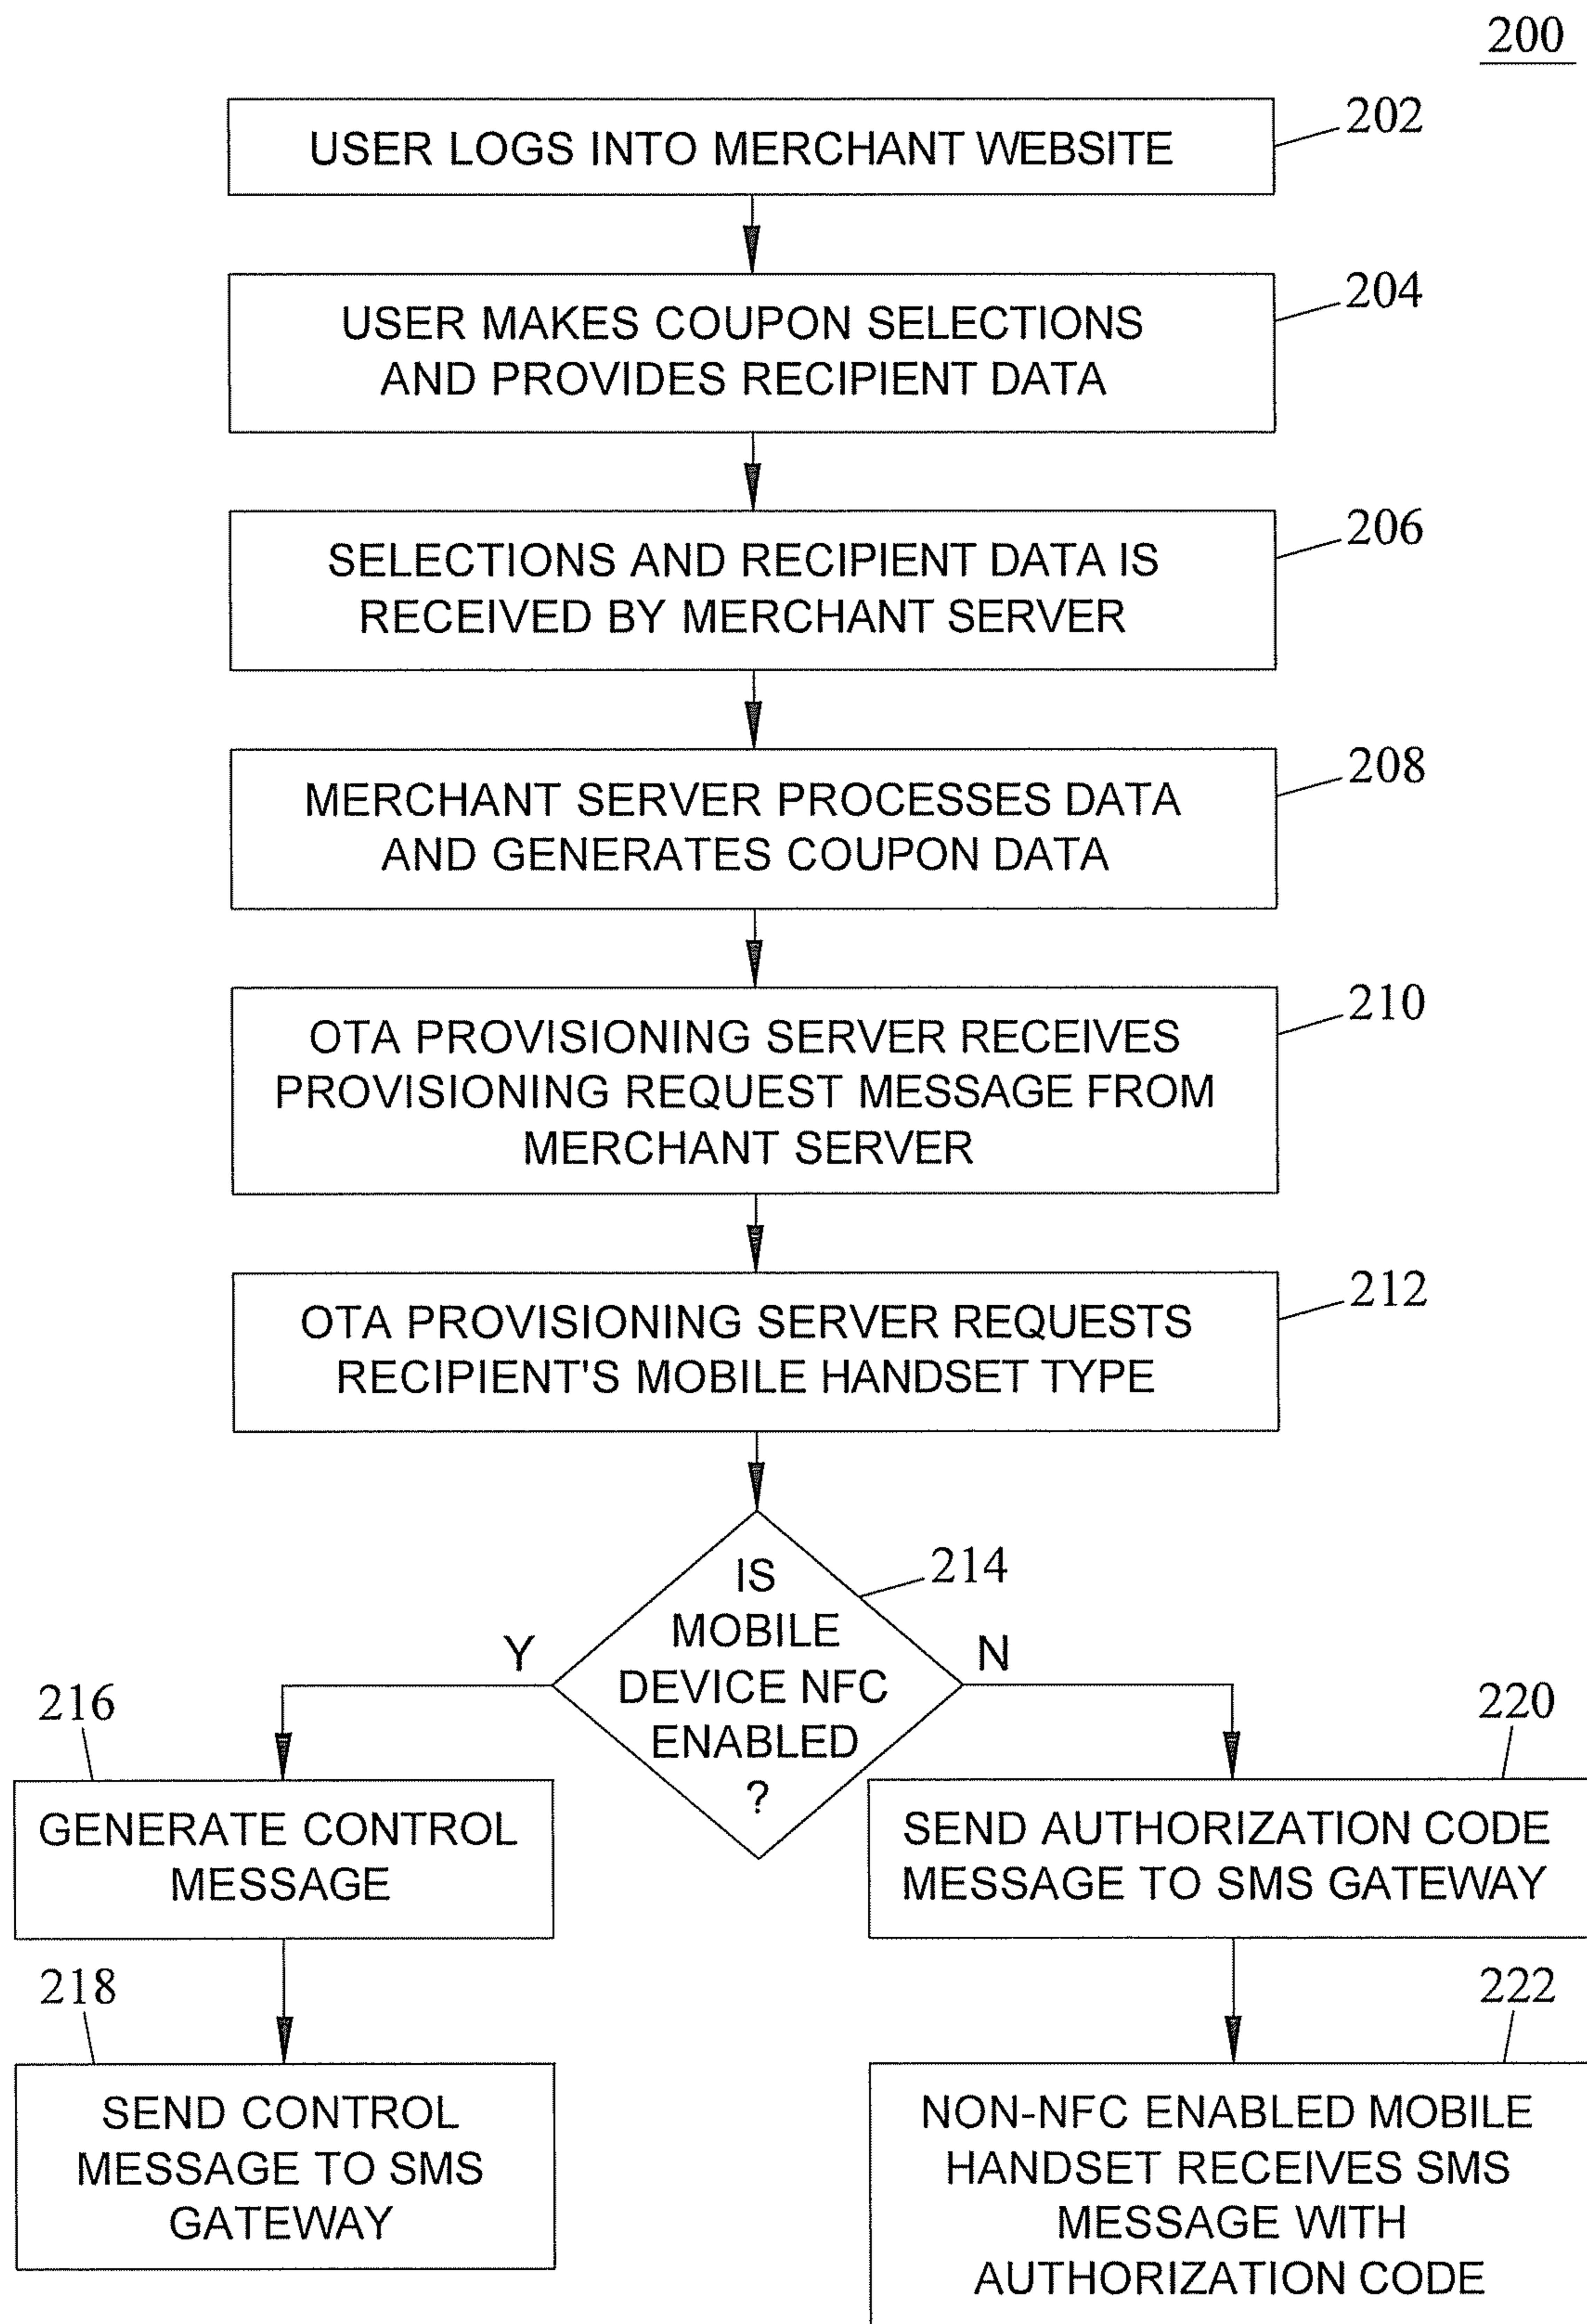 200
202
USER LOGS INTO MERCHANT WEBSITE
204
USER MAKES COUPON SELECTIONS
AND PROVIDES RECIPIENT DATA
206
SELECTIONS AND RECIPIENT DATA IS
RECEIVED BY MERCHANT SERVER
208
MERCHANT SERVER PROCESSES DATA
AND GENERATES COUPON DATA
210
OTA PROVISIONING SERVER RECEIVES
PROVISIONING REQUEST MESSAGE FROM
MERCHANT SERVER
212
OTA PROVISIONING SERVER REQUESTS
RECIPIENT'S MOBILE HANDSET TYPE
214
IS
MOBILE
DEVICE NFC
ENABLED
?
Y
N
216
GENERATE CONTROL
MESSAGE
218
SEND CONTROL
MESSAGE TO SMS
GATEWAY
220
SEND AUTHORIZATION CODE
MESSAGE TO SMS GATEWAY
222
NON-NFC ENABLED MOBILE
HANDSET RECEIVES SMS
MESSAGE WITH
AUTHORIZATION CODE